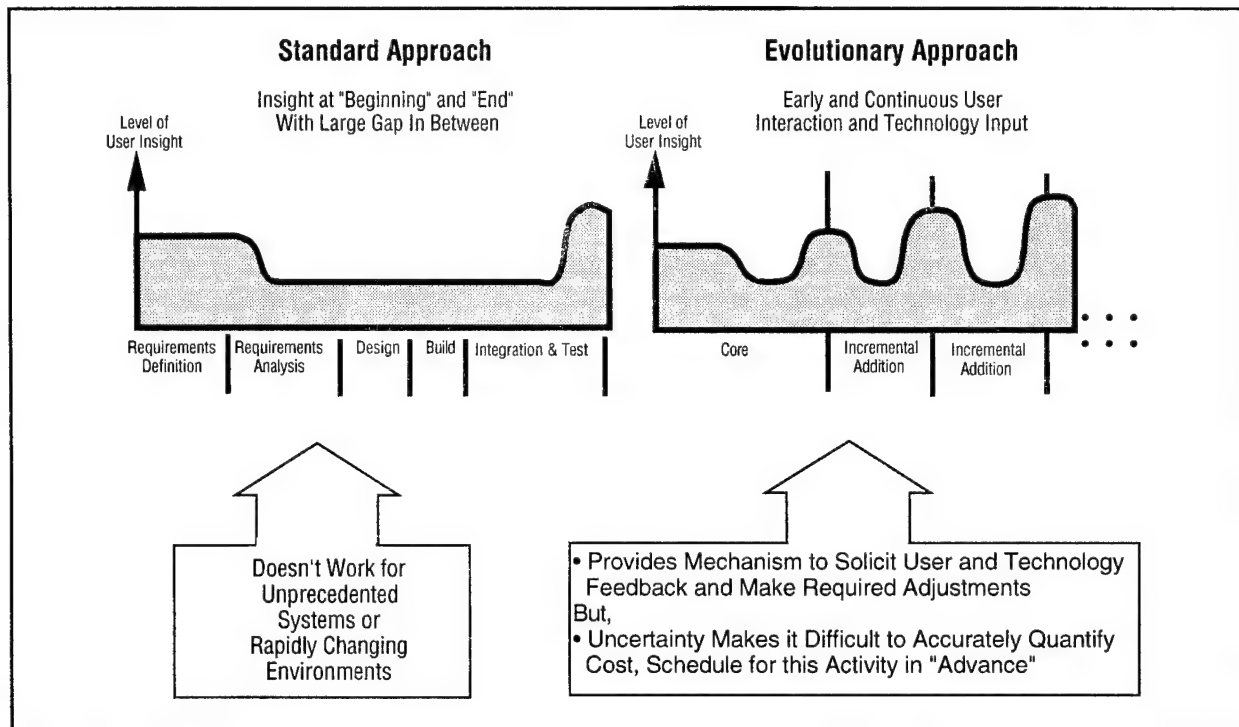 Standard Approach
Insight at "Beginning" and "End"
With Large Gap In Between
Level of
User Insight
Requirements
Definition
Requirements
Analysis
Design
Build
Integration & Test
Doesn't Work for
Unprecedented
Systems or
Rapidly Changing
Environments
Evolutionary Approach
Early and Continuous User
Interaction and Technology Input
Level of
User Insight
Core
Incremental
Addition
Incremental
Addition
• Provides Mechanism to Solicit User and Technology
Feedback and Make Required Adjustments
But,
• Uncertainty Makes it Difficult to Accurately Quantify
Cost, Schedule for this Activity in "Advance"